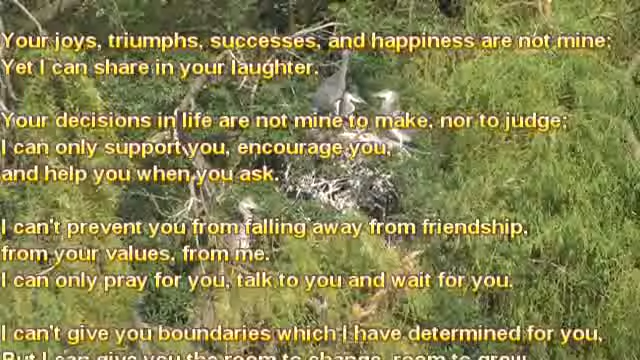 Your joys, triumphs, successes, and happiness are not mine;
Yet I can share in your laughter.
Your decisions in life are not mine to make, nor to judge;
I can only support you, encourage you,
and help you when you ask.
I can't prevent you from falling away from friendship,
from your values, from me.
I can only pray for you, talk to you and wait for you.
I can't give you boundaries which I have determined for you,
But I can give you the room to change, room to grow